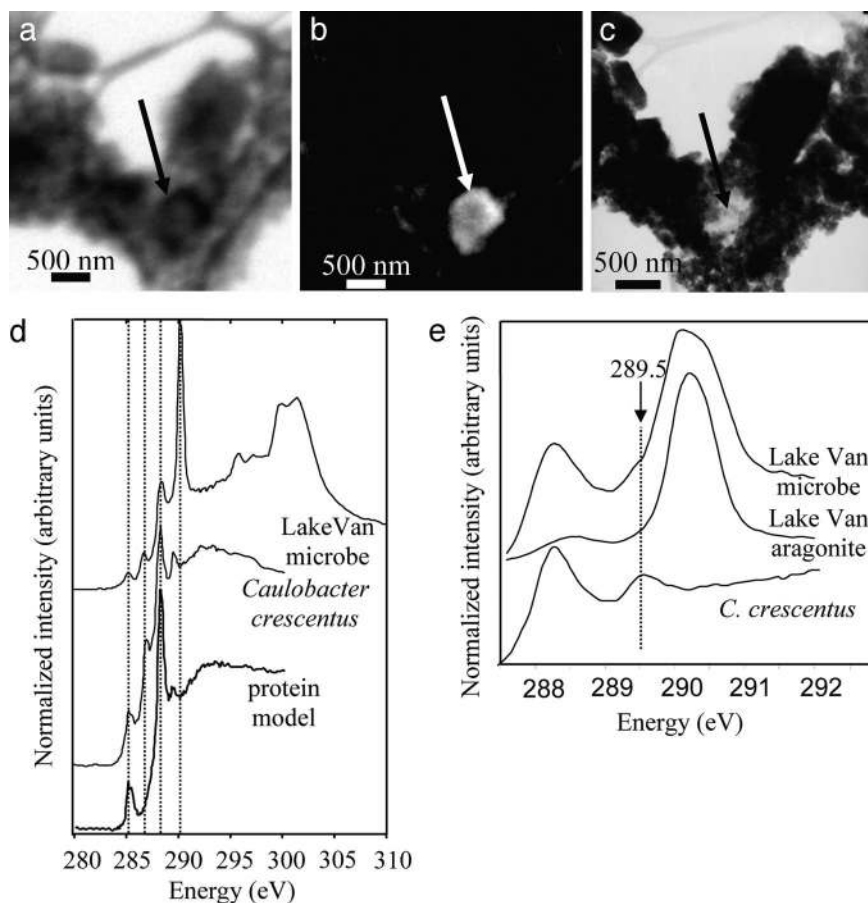 a
500 nm
b
500 nm
c
500 nm
d
Normalized intensity (arbitrary units)
Lake Van
microbe
Caulobacter
crescentus
protein
model
280 285 290 295 300 305 310
Energy (eV)
e
Normalized intensity (arbitrary units)
289.5
Lake Van
microbe
Lake Van
aragonite
C. crescentus
288 289 290 291 292
Energy (eV)